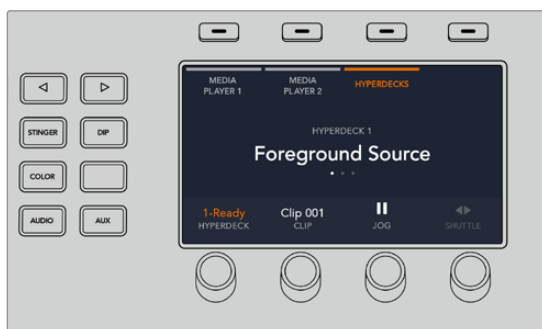 MEDIA
PLAYER 1
MEDIA
PLAYER 2
HYPERDECKS
STINGER
DIP
HYPERDECK 1
Foreground Source
COLOR
1-Ready
HYPERDECK
Clip 001
CLIP
JOG
SHUTTLE
AUDIO
AUX